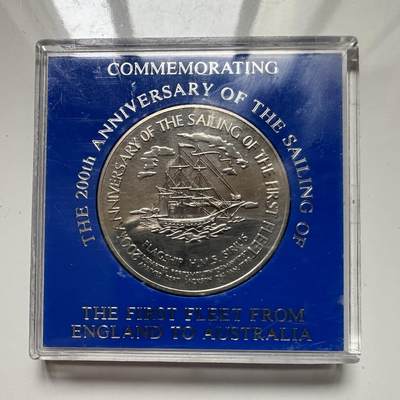 COMMEMORATING
THE 200th ANNIVERSARY OF THE SAILING OF
THE FIRST FLEET FROM
ENGLAND TO AUSTRALIA
200th ANNIVERSARY OF THE SAILING OF THE FIRST FLEET
FLAGSHIP H.M.S. SIRIUS